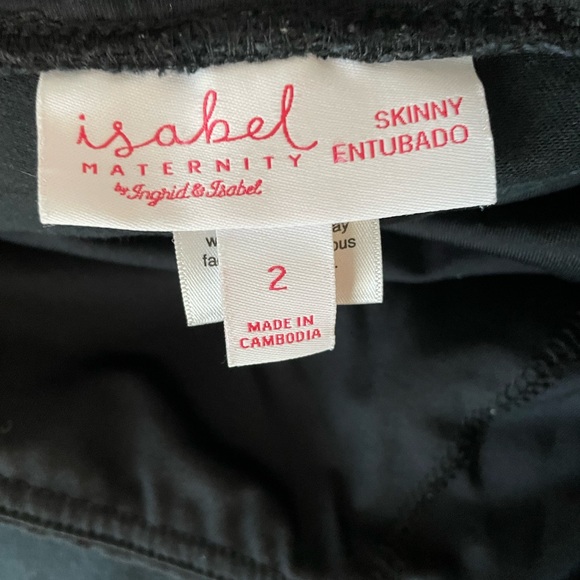 isabel
MATERNITY
by Ingrid & Isabel
SKINNY
ENTUBADO
2
MADE IN
CAMBODIA